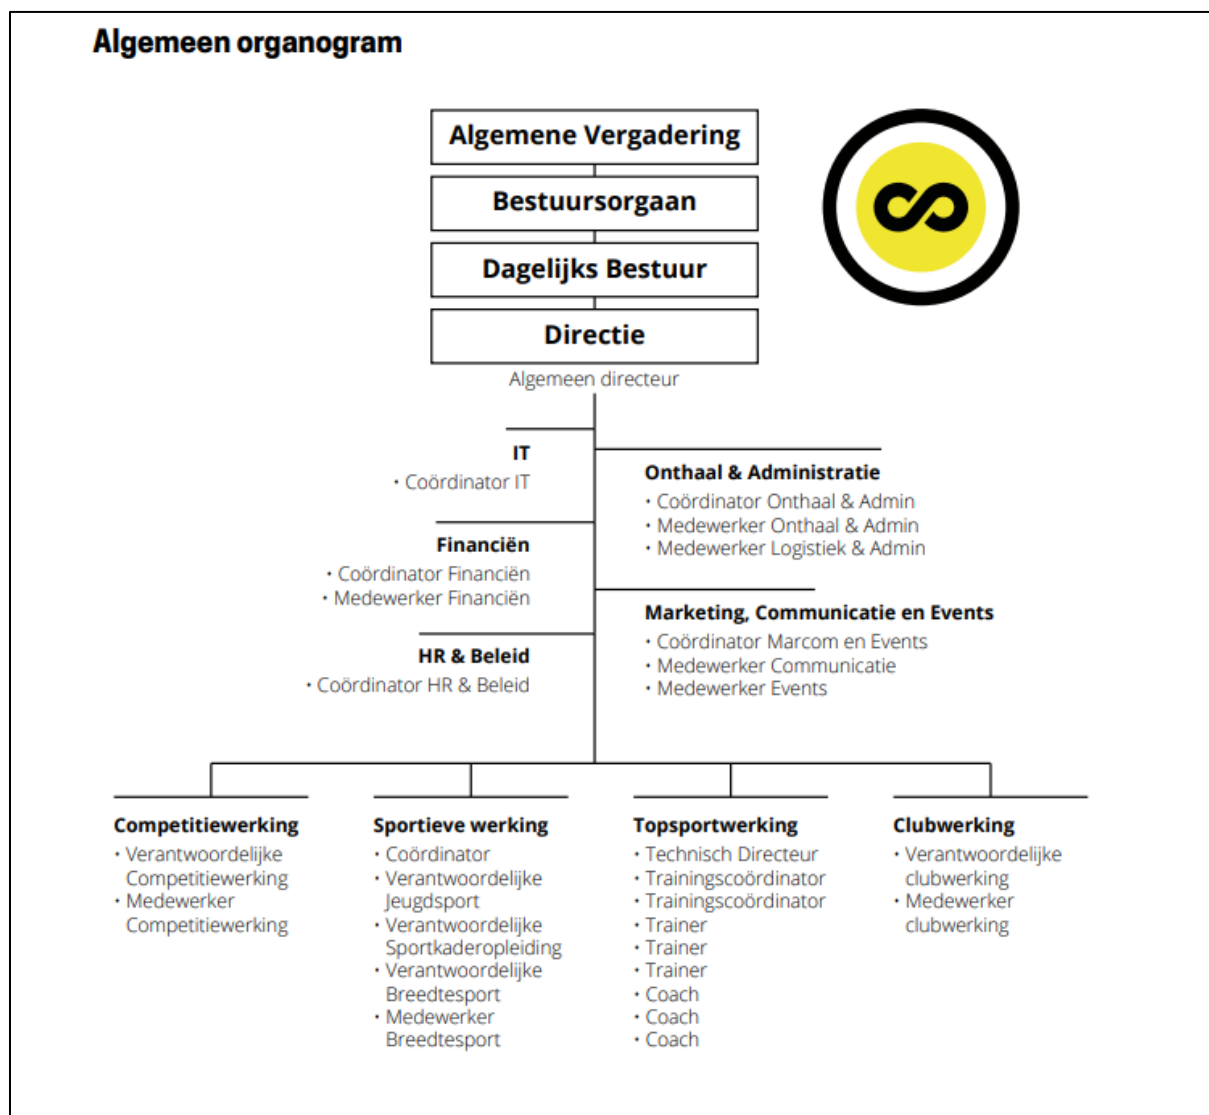 Algemeen organogram
Algemene Vergadering
Bestuursorgaan
Dagelijks Bestuur
Directie
Algemeen directeur
IT
• Coördinator IT
Financiën
• Coördinator Financiën
• Medewerker Financiën
HR & Beleid
• Coördinator HR & Beleid
Onthaal & Administratie
• Coördinator Onthaal & Admin
• Medewerker Onthaal & Admin
• Medewerker Logistiek & Admin
Marketing, Communicatie en Events
• Coördinator Marcom en Events
• Medewerker Communicatie
• Medewerker Events
Competitiewerking
• Verantwoordelijke
Competitiewerking
• Medewerker
Competitiewerking
Sportieve werking
• Coördinator
• Verantwoordelijke
Jeugdsport
• Verantwoordelijke
Sportkaderopleiding
• Verantwoordelijke
Breedtesport
• Medewerker
Breedtesport
Topsportwerking
• Technisch Directeur
• Trainingscoördinator
• Trainingscoördinator
• Trainer
• Trainer
• Trainer
• Coach
• Coach
• Coach
Clubwerking
• Verantwoordelijke
clubwerking
• Medewerker
clubwerking